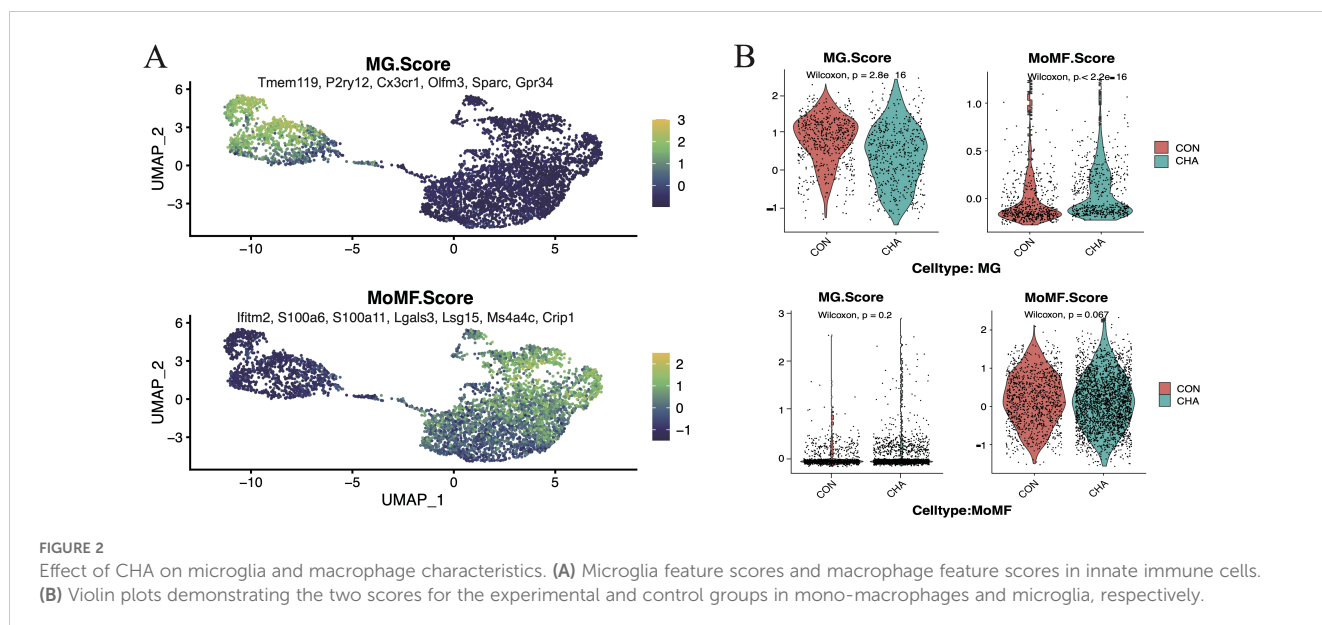 A
MG.Score
Tmem119, P2ry12, Cx3cr1, Olfm3, Sparc, Gpr34
UMAP_2
6
3
0
−3
−10
−5
0
5
3
2
1
0
MoMF.Score
Ifitm2, S100a6, S100a11, Lgals3, Lsg15, Ms4a4c, Crip1
UMAP_2
6
3
0
−3
−10
−5
0
5
UMAP_1
2
1
0
−1
B
MG.Score
Wilcoxon, p = 2.8e 16
2
1
0
−1
CON
CHA
MoMF.Score
Wilcoxon, p < 2.2e−16
1.0
0.5
0.0
CON
CHA
CON
CHA
Celltype: MG
MG.Score
Wilcoxon, p = 0.2
3
2
1
0
CON
CHA
MoMF.Score
Wilcoxon, p = 0.067
2
1
0
−1
CON
CHA
CON
CHA
Celltype:MoMF
FIGURE 2
Effect of CHA on microglia and macrophage characteristics. (A) Microglia feature scores and macrophage feature scores in innate immune cells.
(B) Violin plots demonstrating the two scores for the experimental and control groups in mono-macrophages and microglia, respectively.